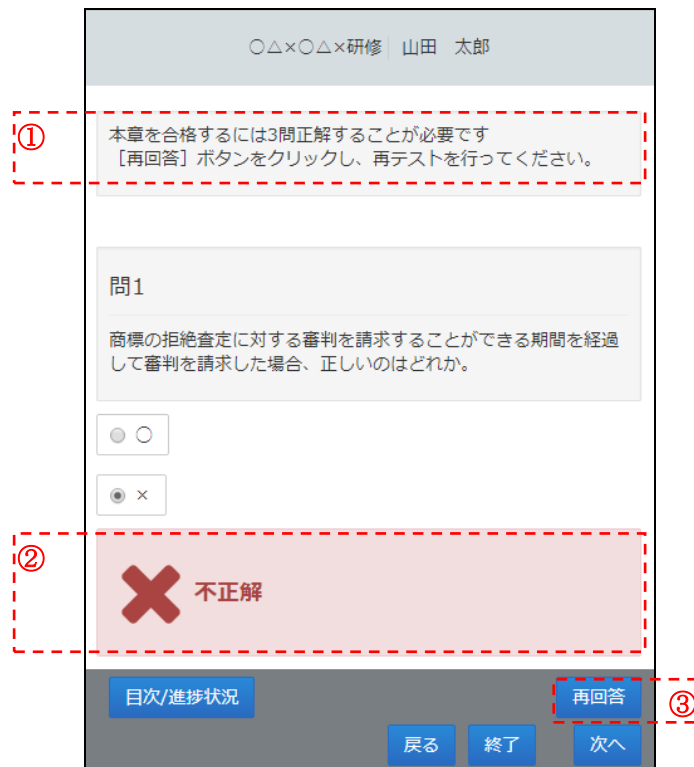 ○△×○△×研修 山田 太郎
①
本章を合格するには3問正解することが必要です
［再回答］ボタンをクリックし、再テストを行ってください。
問1
商標の拒絶査定に対する審判を請求することができる期間を経過
して審判を請求した場合、正しいのはどれか。
○
×
②
不正解
目次/進捗状況
再回答
③
戻る
終了
次へ